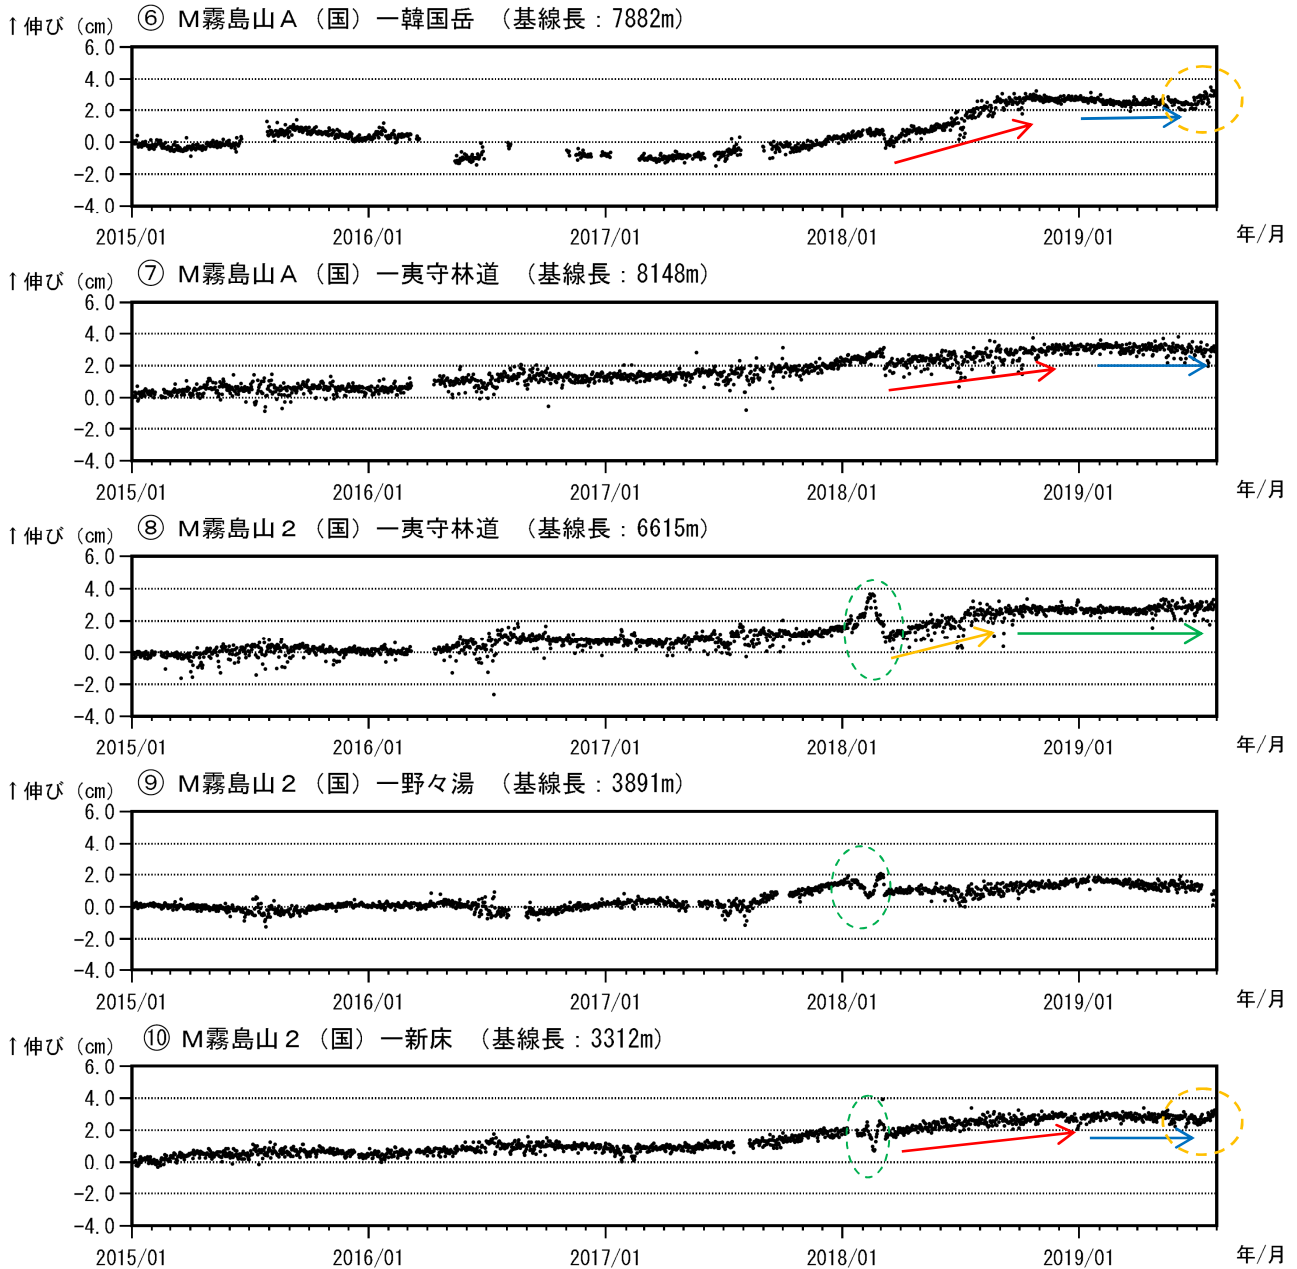 ⑥ M霧島山A（国）―韓国岳 （基線長：7882m）
↑伸び（cm）
6.0
4.0
2.0
0.0
-2.0
-4.0
2015/01 2016/01 2017/01 2018/01 2019/01 年/月
⑦ M霧島山A（国）―夷守林道 （基線長：8148m）
↑伸び（cm）
6.0
4.0
2.0
0.0
-2.0
-4.0
2015/01 2016/01 2017/01 2018/01 2019/01 年/月
⑧ M霧島山2（国）―夷守林道 （基線長：6615m）
↑伸び（cm）
6.0
4.0
2.0
0.0
-2.0
-4.0
2015/01 2016/01 2017/01 2018/01 2019/01 年/月
⑨ M霧島山2（国）―野々湯 （基線長：3891m）
↑伸び（cm）
6.0
4.0
2.0
0.0
-2.0
-4.0
2015/01 2016/01 2017/01 2018/01 2019/01 年/月
⑩ M霧島山2（国）―新床 （基線長：3312m）
↑伸び（cm）
6.0
4.0
2.0
0.0
-2.0
-4.0
2015/01 2016/01 2017/01 2018/01 2019/01 年/月